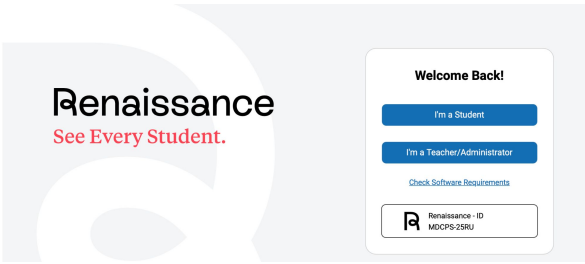 Renaissance
See Every Student.
Welcome Back!
I'm a Student
I'm a Teacher/Administrator
Check Software Requirements
Renaissance - ID
MDCPS-25RU